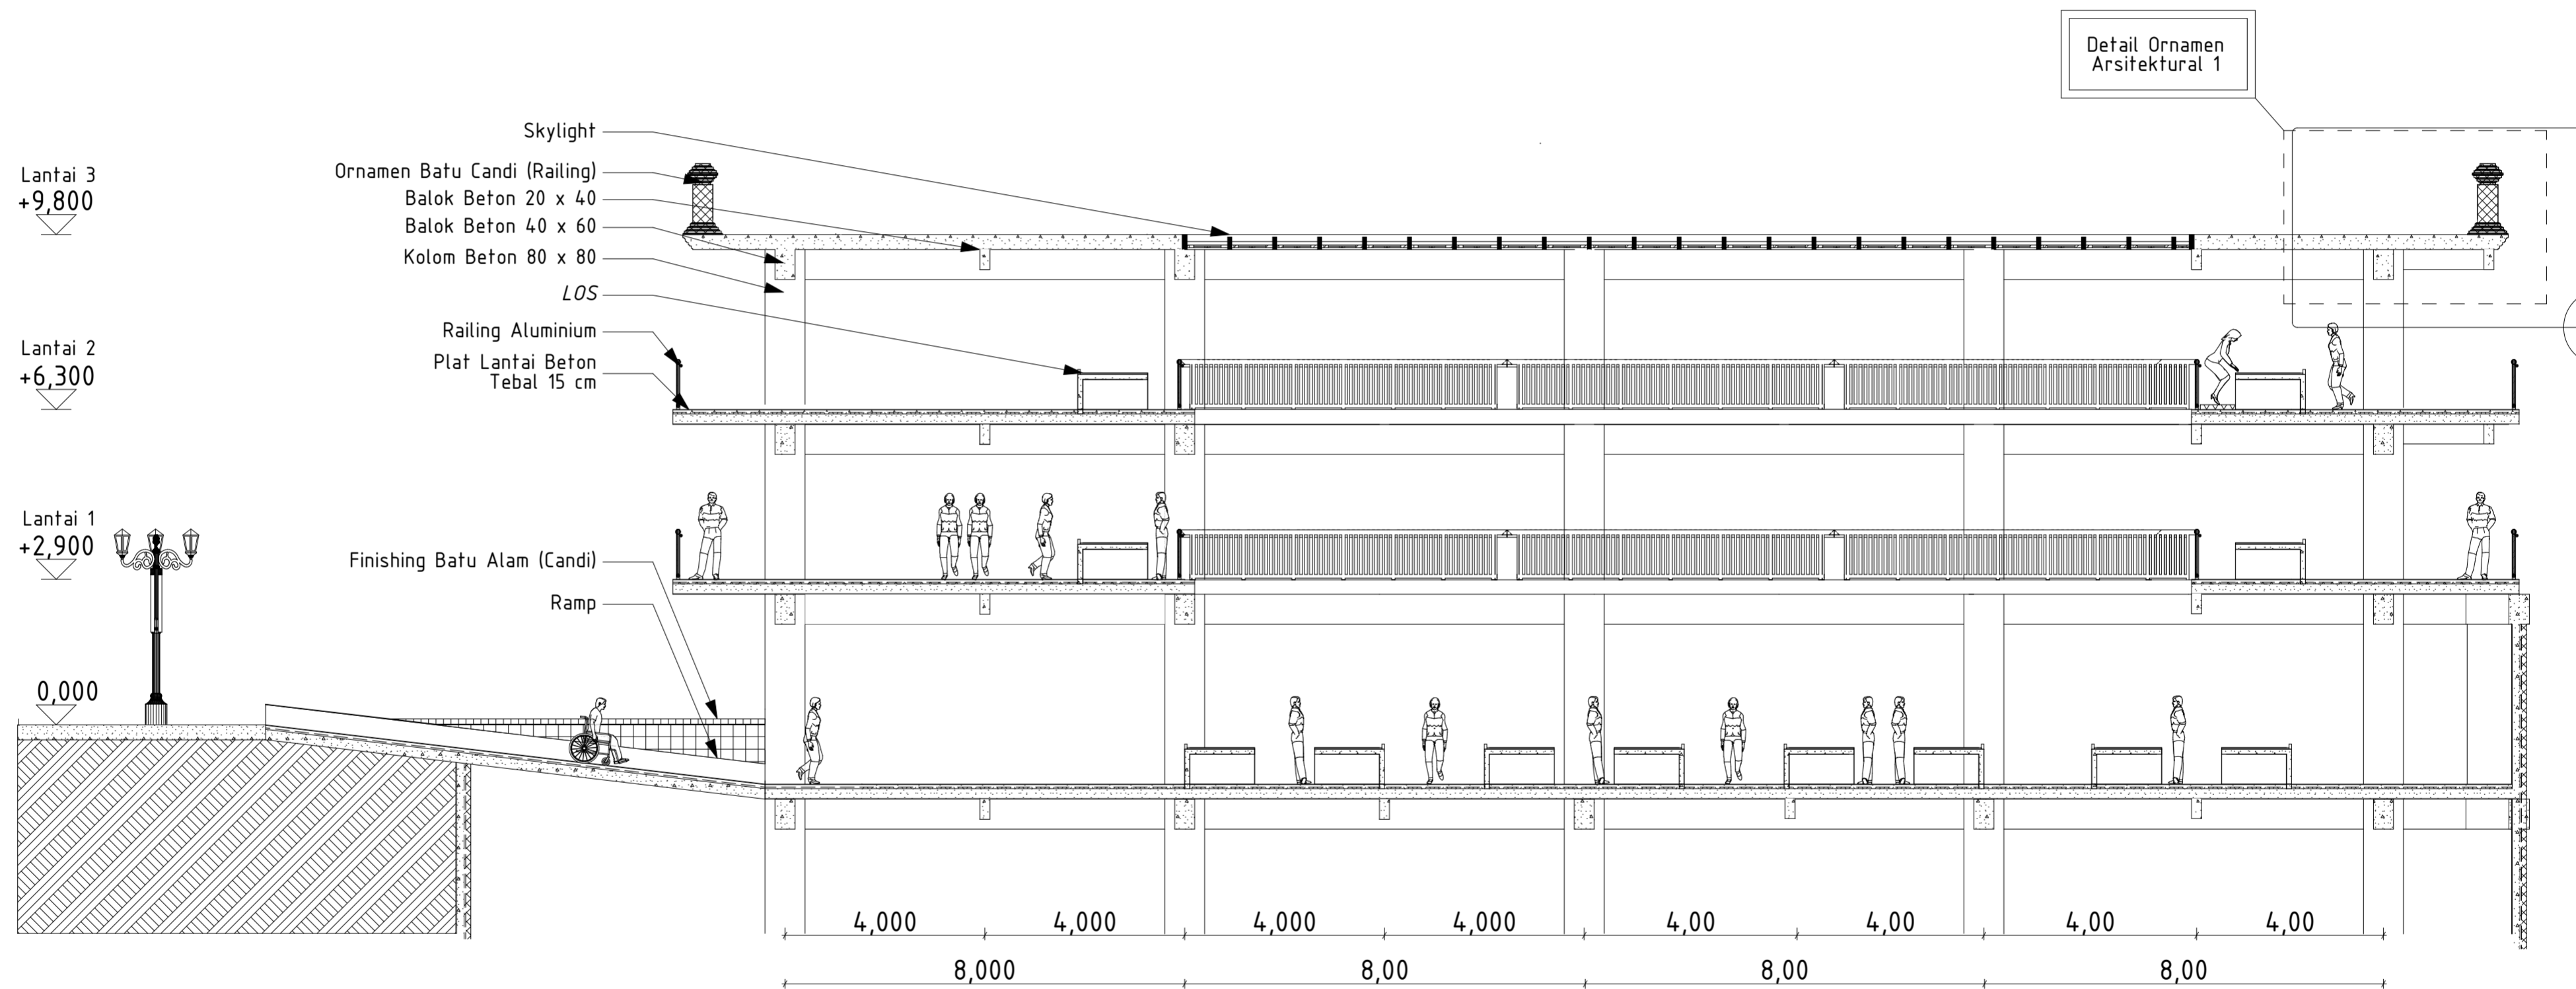 Detail Ornamen
Arsitektural 1
Skylight
Ornamen Batu Candi (Railing)
Balok Beton 20 x 40
Balok Beton 40 x 60
Kolom Beton 80 x 80
LOS
Railing Aluminium
Plat Lantai Beton
Tebal 15 cm
Finishing Batu Alam (Candi)
Ramp
Lantai 3
+9,800
Lantai 2
+6,300
Lantai 1
+2,900
0,000
4,000 4,000 4,000 4,000 4,00 4,00 4,00 4,00
8,000 8,00 8,00 8,00